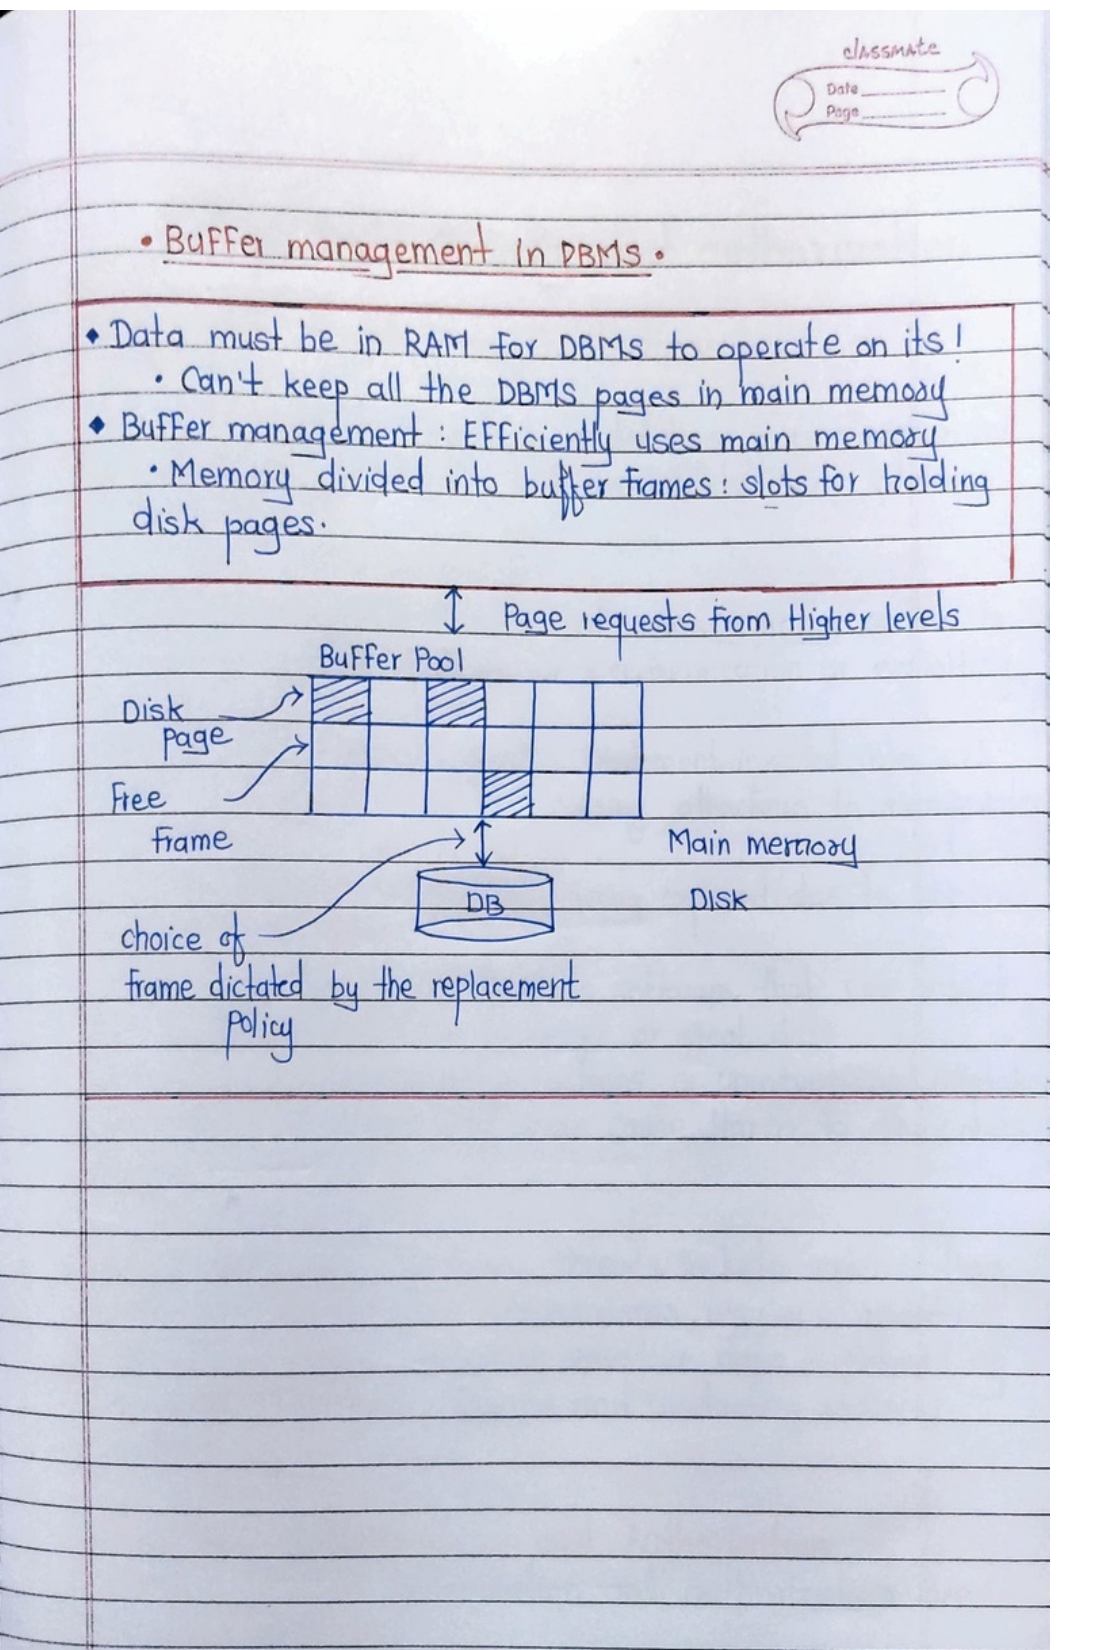 classmate
Date
Page
• Buffer management in DBMS •
◆ Data must be in RAM for DBMS to operate on its!
• Can't keep all the DBMS pages in main memory
◆ Buffer management : Efficiently uses main memory
• Memory divided into buffer frames : slots for holding
disk pages.
Page requests from Higher levels
Buffer Pool
Disk
page
Free
frame
Main memory
DB
DISK
choice of
frame dictated by the replacement
policy